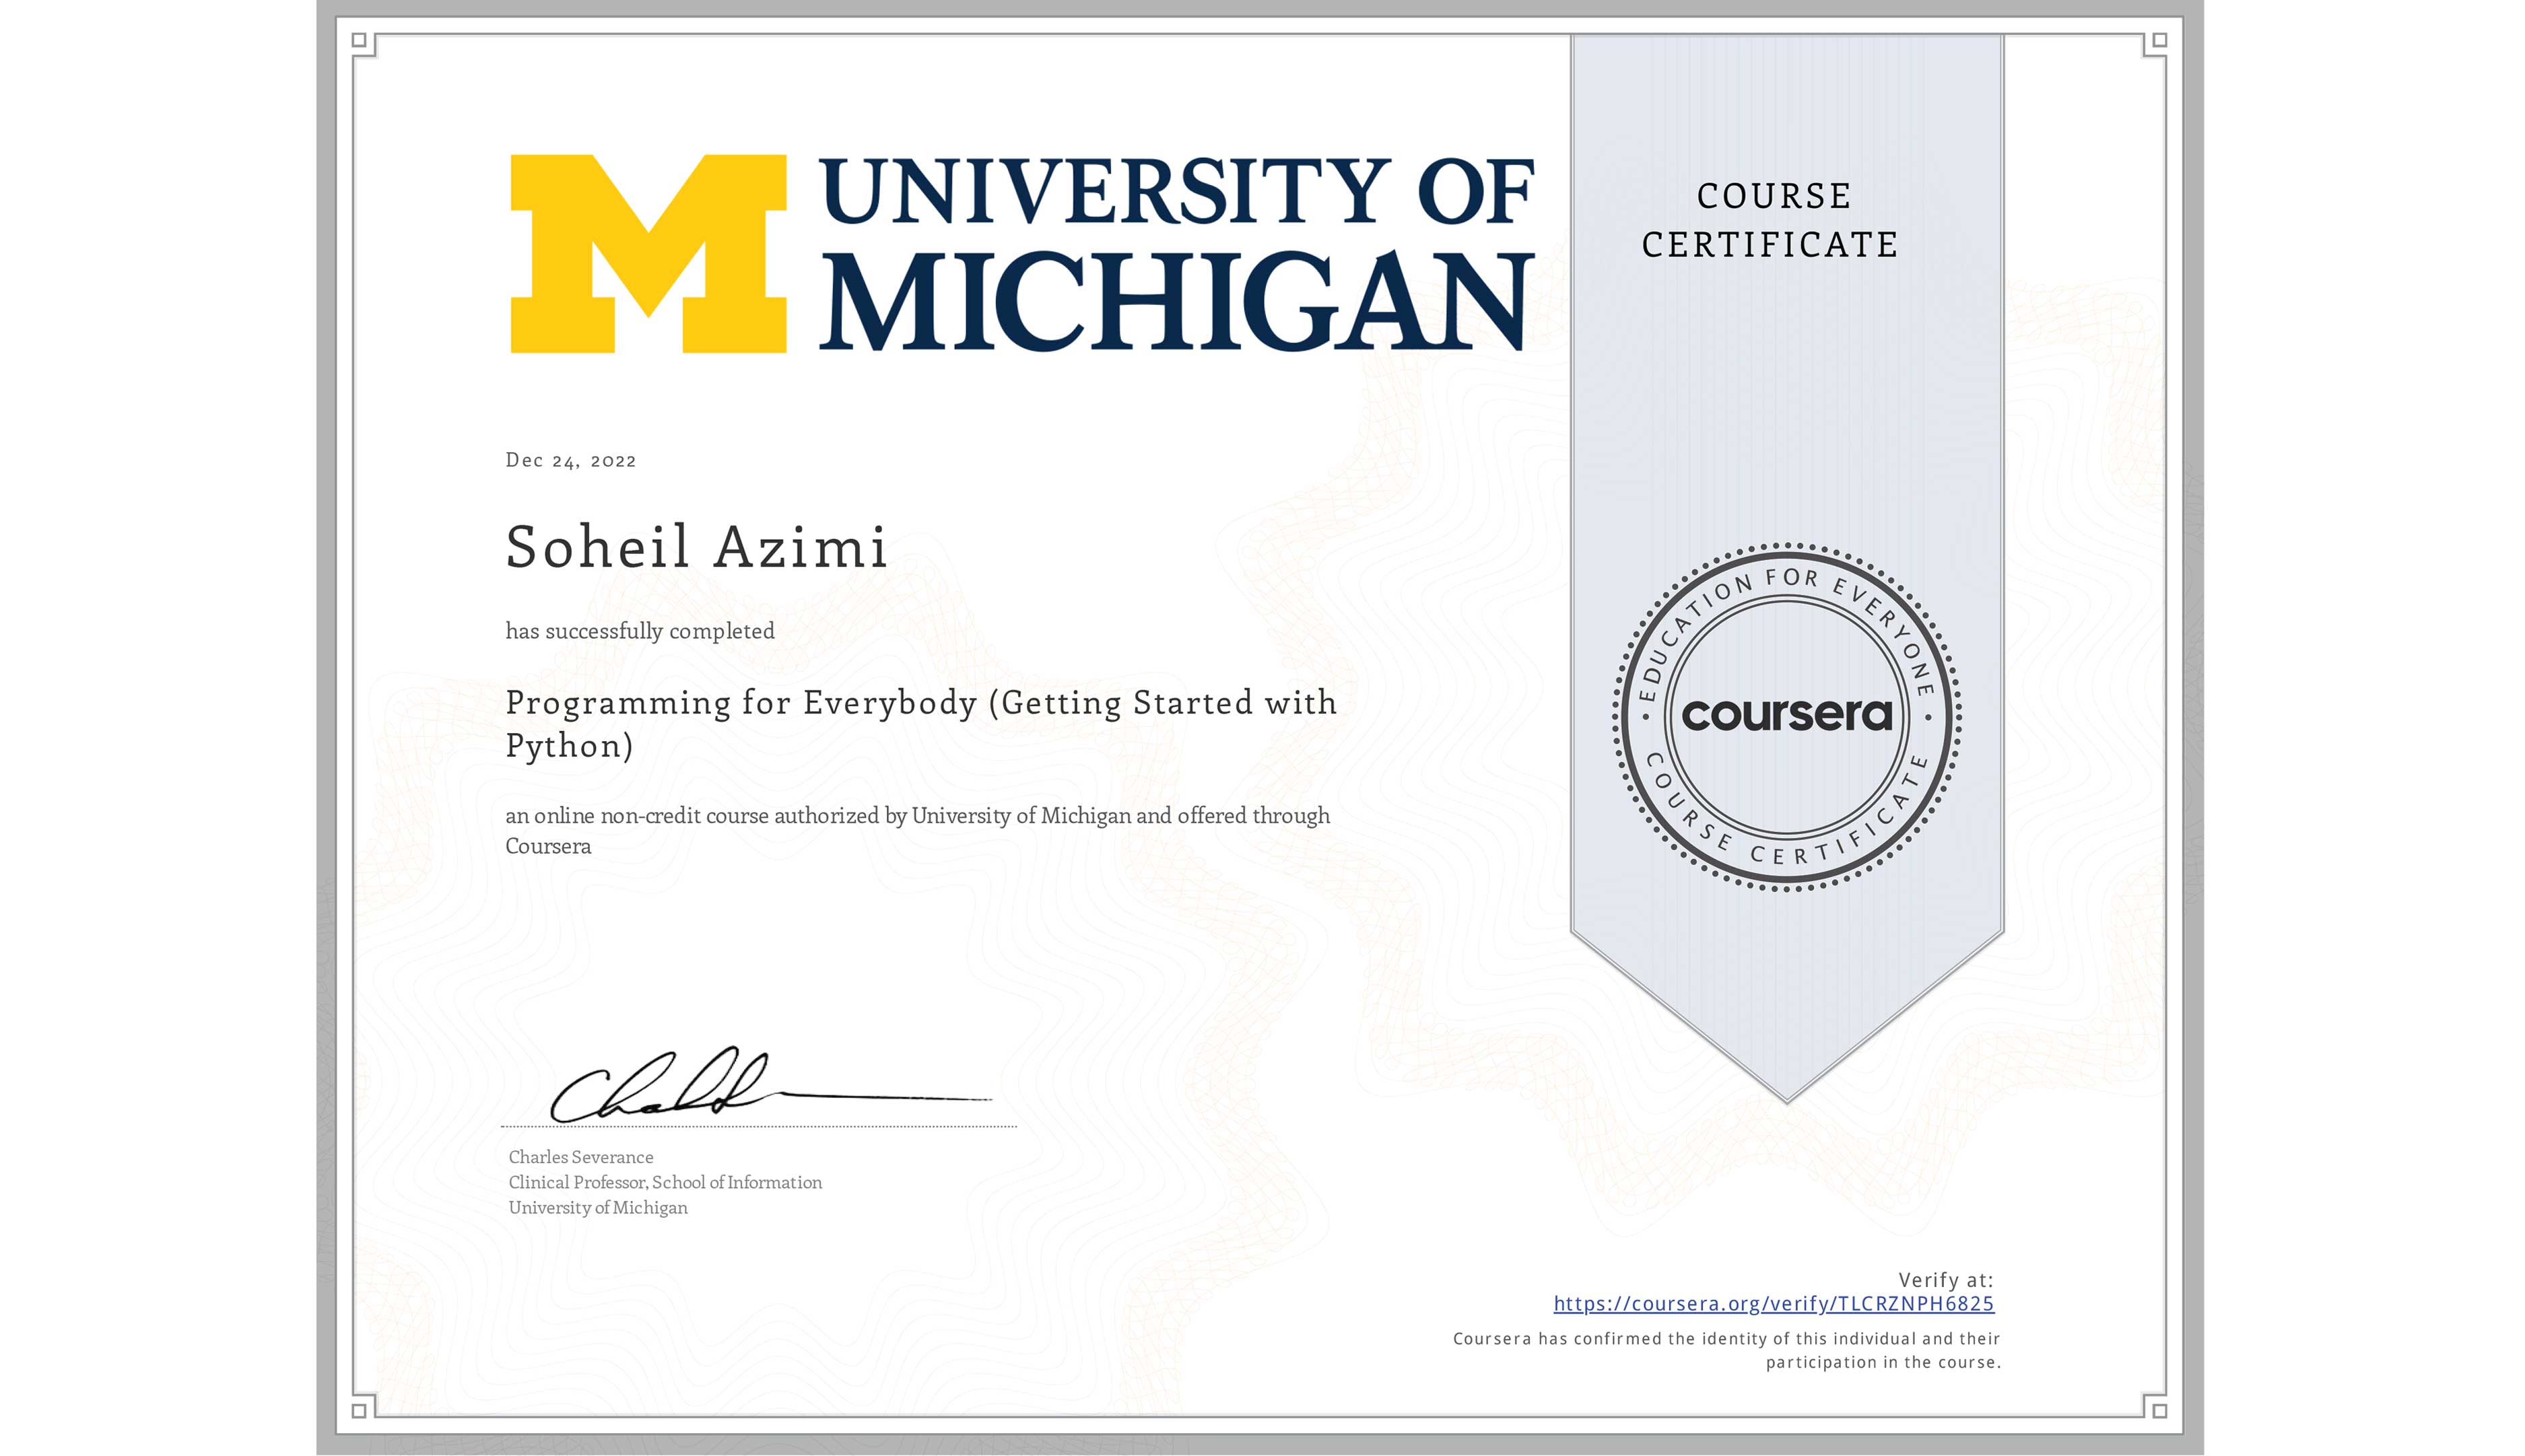 M UNIVERSITY OF
MICHIGAN
COURSE
CERTIFICATE
Dec 24, 2022
Soheil Azimi
has successfully completed
Programming for Everybody (Getting Started with
Python)
an online non-credit course authorized by University of Michigan and offered through
Coursera
EDUCATION FOR EVERYONE
coursera
COURSE CERTIFICATE
Charles Severance
Clinical Professor, School of Information
University of Michigan
Verify at:
https://coursera.org/verify/TLCRZNPH6825
Coursera has confirmed the identity of this individual and their
participation in the course.